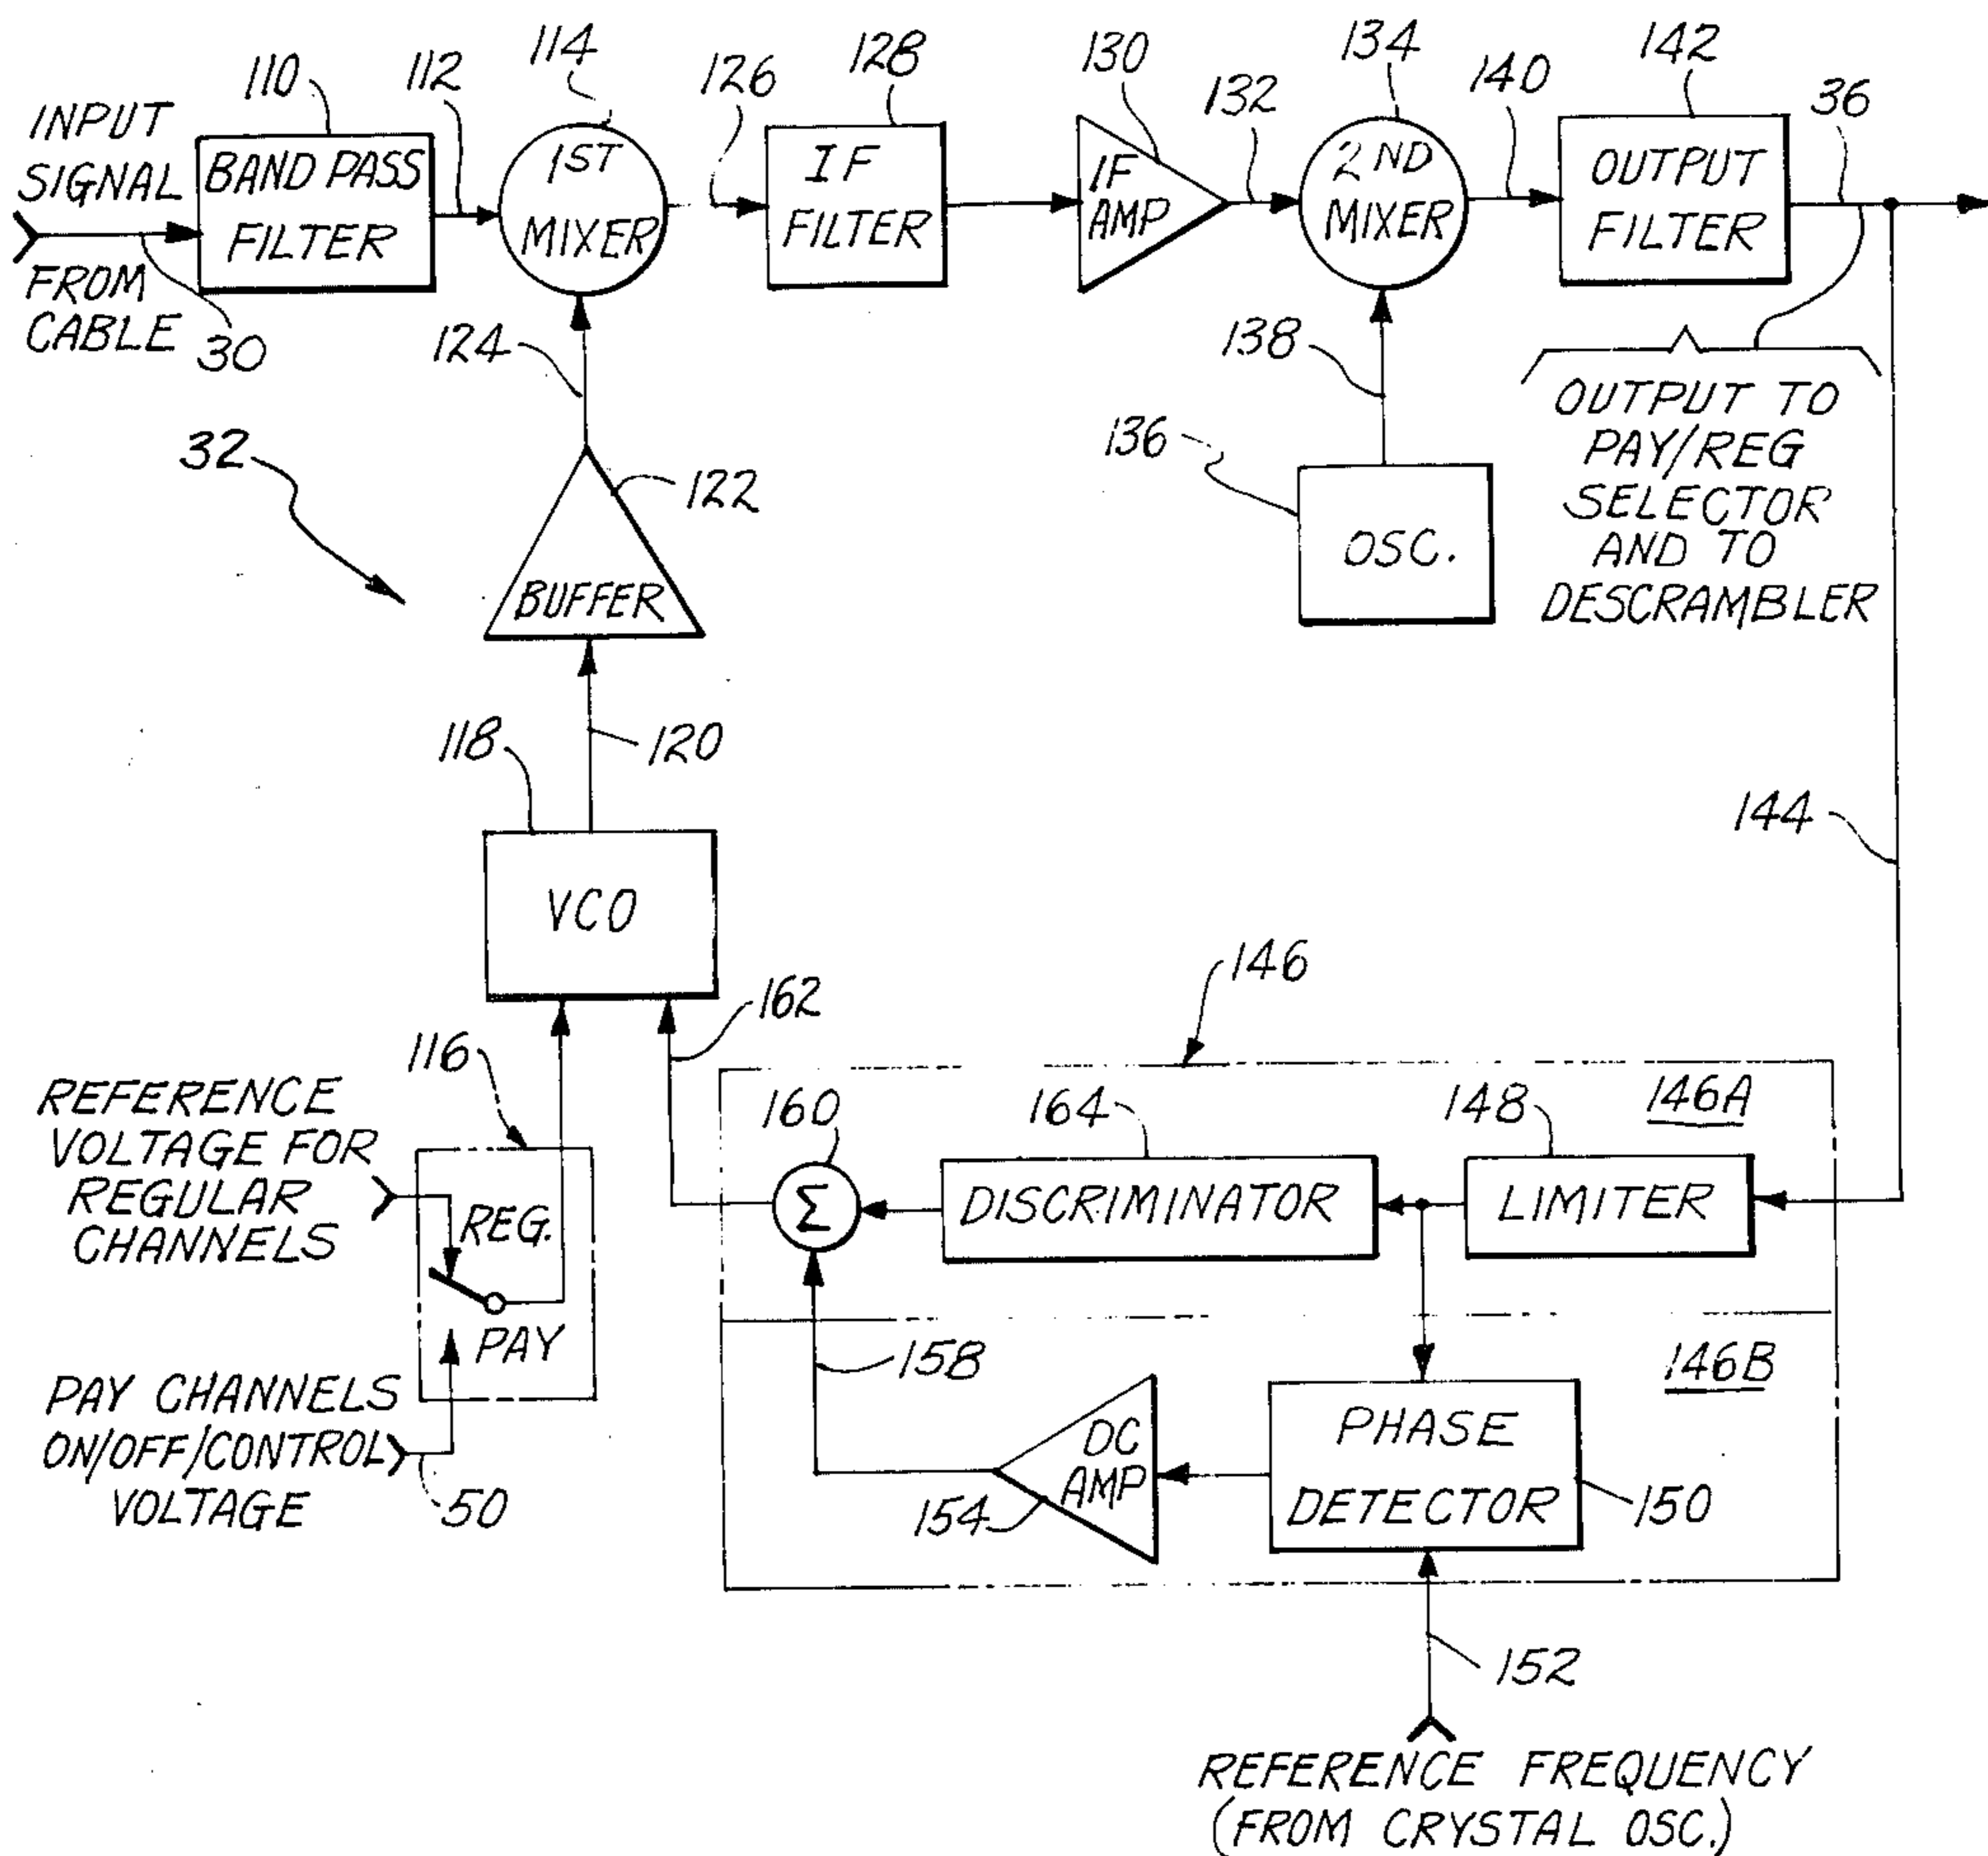 110
112
114
126
128
130
132
134
140
142
36
INPUT
SIGNAL
FROM
CABLE
30
BAND PASS
FILTER
1ST
MIXER
IF
FILTER
IF
AMP
2ND
MIXER
OUTPUT
FILTER
124
138
136
OSC.
OUTPUT TO
PAY/REG
SELECTOR
AND TO
DESCRAMBLER
32
122
BUFFER
118
120
144
VCO
162
146
116
REFERENCE
VOLTAGE FOR
REGULAR
CHANNELS
REG.
PAY
PAY CHANNELS
ON/OFF/CONTROL
VOLTAGE
50
160
164
148
146A
Σ
DISCRIMINATOR
LIMITER
158
146B
154
DC
AMP
PHASE
DETECTOR
150
152
REFERENCE FREQUENCY
(FROM CRYSTAL OSC.)